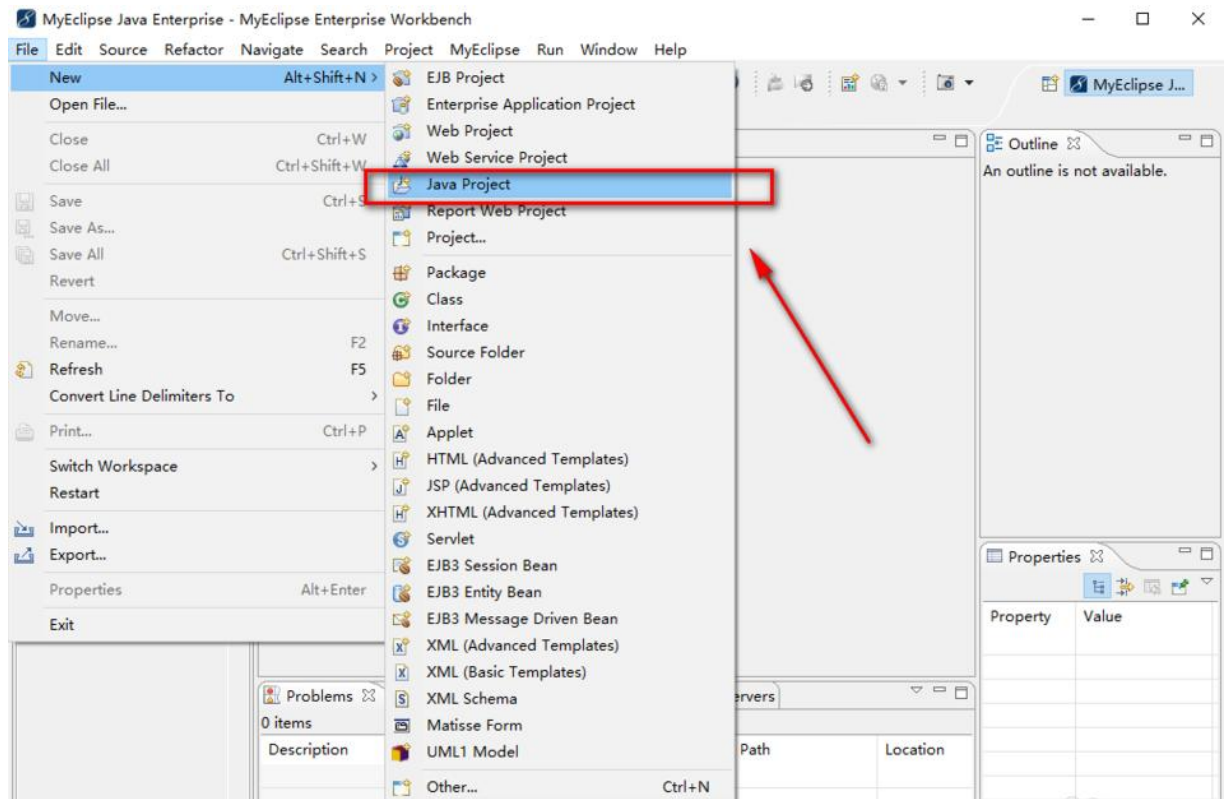 MyEclipse Java Enterprise - MyEclipse Enterprise Workbench
File Edit Source Refactor Navigate Search Project MyEclipse Run Window Help
MyEclipse J...
New Alt+Shift+N >
Open File...
Close Ctrl+W
Close All Ctrl+Shift+W
Save Ctrl+S
Save As...
Save All Ctrl+Shift+S
Revert
Move...
Rename... F2
Refresh F5
Convert Line Delimiters To >
Print... Ctrl+P
Switch Workspace >
Restart
Import...
Export...
Properties Alt+Enter
Exit
EJB Project
Enterprise Application Project
Web Project
Web Service Project
Java Project
Report Web Project
Project...
Package
Class
Interface
Source Folder
Folder
File
Applet
HTML (Advanced Templates)
JSP (Advanced Templates)
XHTML (Advanced Templates)
Servlet
EJB3 Session Bean
EJB3 Entity Bean
EJB3 Message Driven Bean
XML (Advanced Templates)
XML (Basic Templates)
XML Schema
Matisse Form
UML1 Model
Other... Ctrl+N
Outline
An outline is not available.
Properties
Property Value
Problems
ervers
0 items
Description Path Location